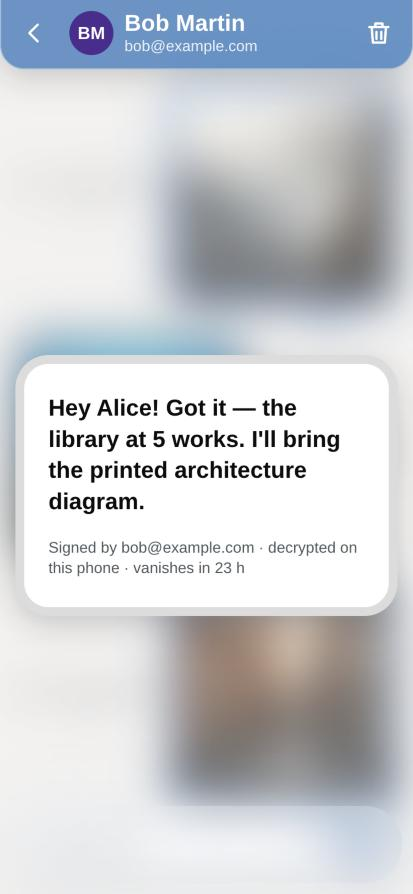 BM
Bob Martin
bob@example.com
Hey Alice! Got it — the
library at 5 works. I'll bring
the printed architecture
diagram.
Signed by bob@example.com · decrypted on
this phone · vanishes in 23 h